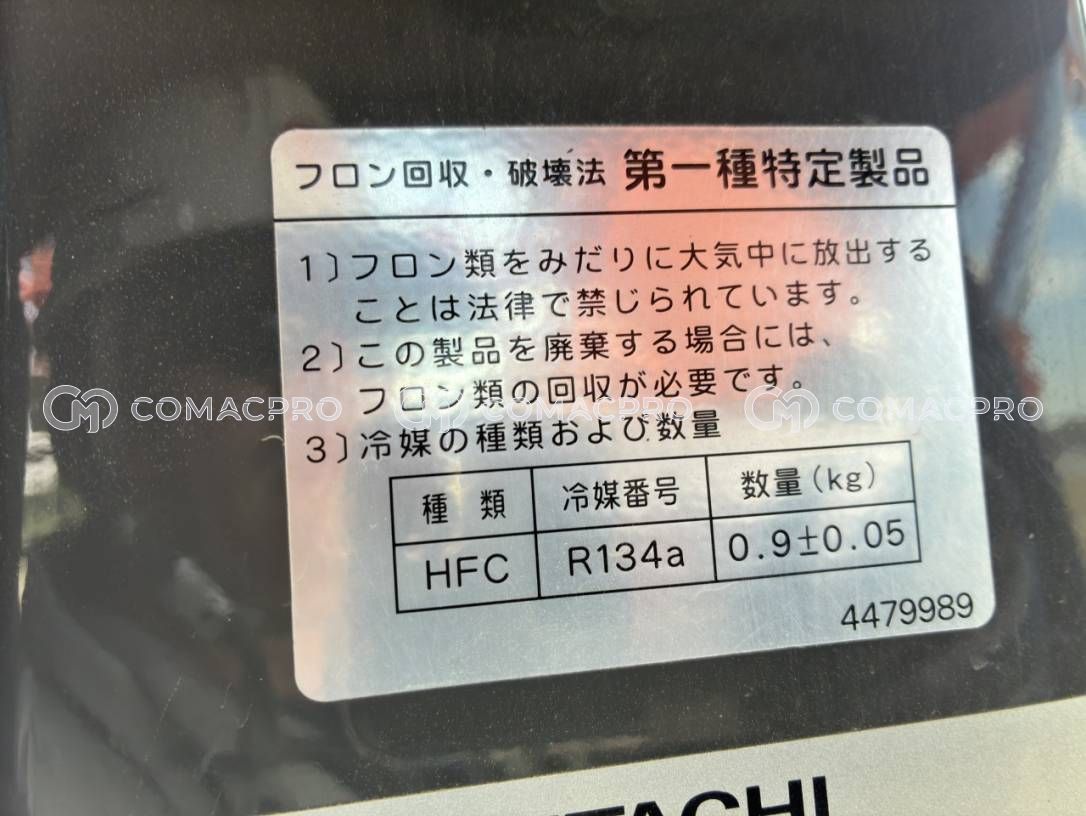 フロン回収・破壊法 第一種特定製品
1)フロン類をみだりに大気中に放出する
ことは法律で禁じられています。
2)この製品を廃棄する場合には、
フロン類の回収が必要です。
COMACPRO COMACPRO COMACPRO
3)冷媒の種類および数量
種 類 冷媒番号 数量(kg)
HFC R134a 0.9±0.05
4479989